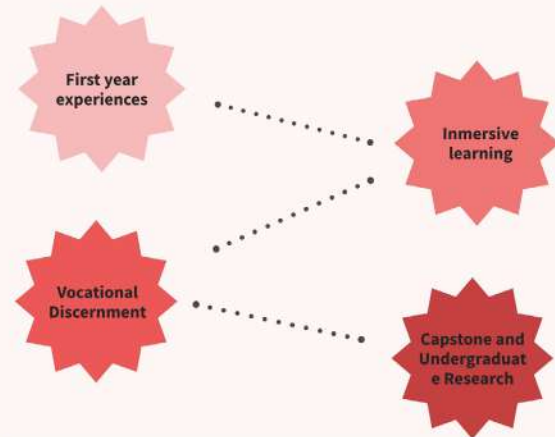 First year
experiences
Inmersive
learning
Vocational
Discernment
Capstone and
Undergraduat
e Research